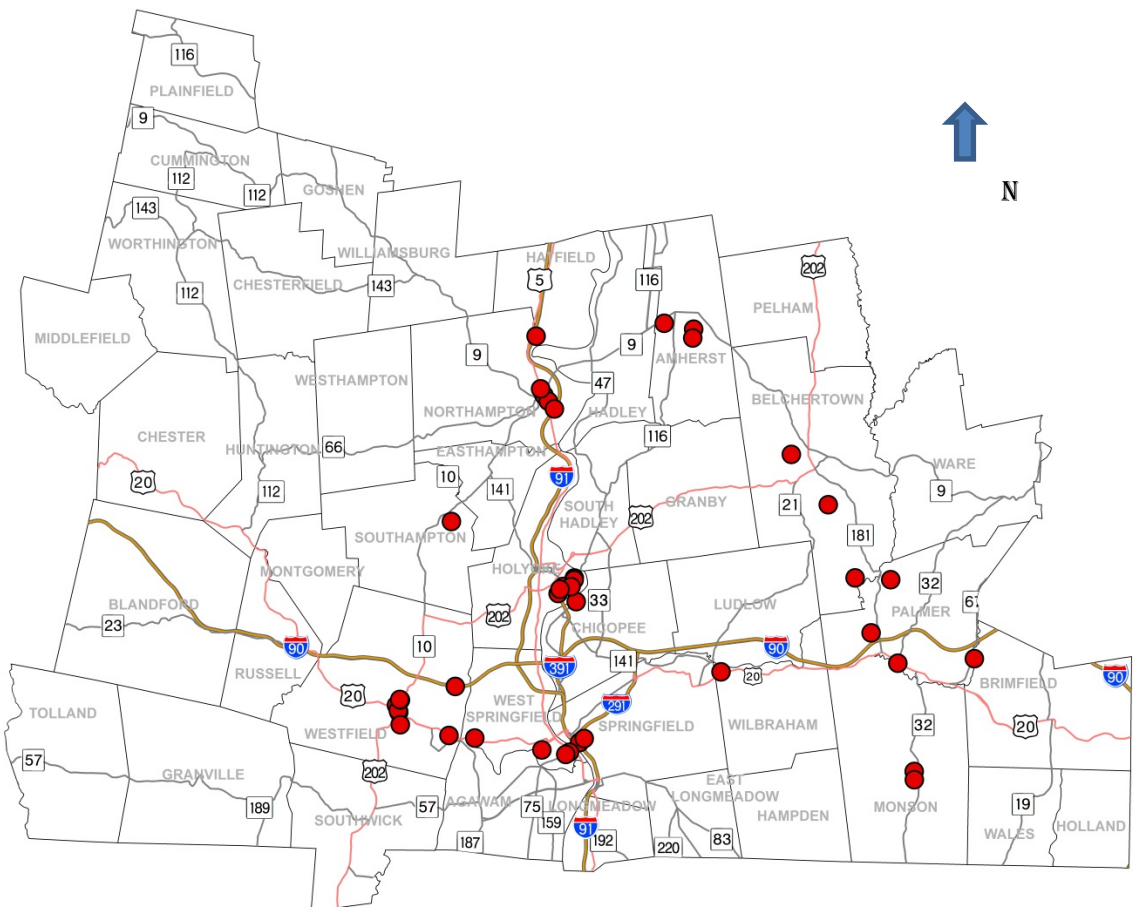 116
PLAINFIELD
9
CUMMINGTON
112
112
GOSHEN
143
WORTHINGTON
WILLIAMSBURG
HATFIELD
N
202
5
116
CHESTERFIELD
143
112
PELHAM
MIDDLEFIELD
9
9
AMHERST
WESTHAMPTON
47
NORTHAMPTON
HADLEY
BELCHERTOWN
CHESTER
HUNTINGTON
66
116
EASTHAMPTON
WARE
20
10
141
91
9
112
SOUTH
HADLEY
GRANBY
202
21
SOUTHAMPTON
181
HOLYOKE
MONTGOMERY
32
BLANDFORD
33
LUDLOW
67
PALMER
23
202
CHICOPEE
10
90
90
141
391
RUSSELL
20
20
BRIMFIELD
90
WEST
SPRINGFIELD
291
TOLLAND
SPRINGFIELD
WILBRAHAM
32
20
WESTFIELD
57
GRANVILLE
202
EAST
LONGMEADOW
189
57
AGAWAM
75
LONGMEADOW
MONSON
SOUTHWICK
159
HAMPDEN
19
91
187
192
220
83
WALES
HOLLAND